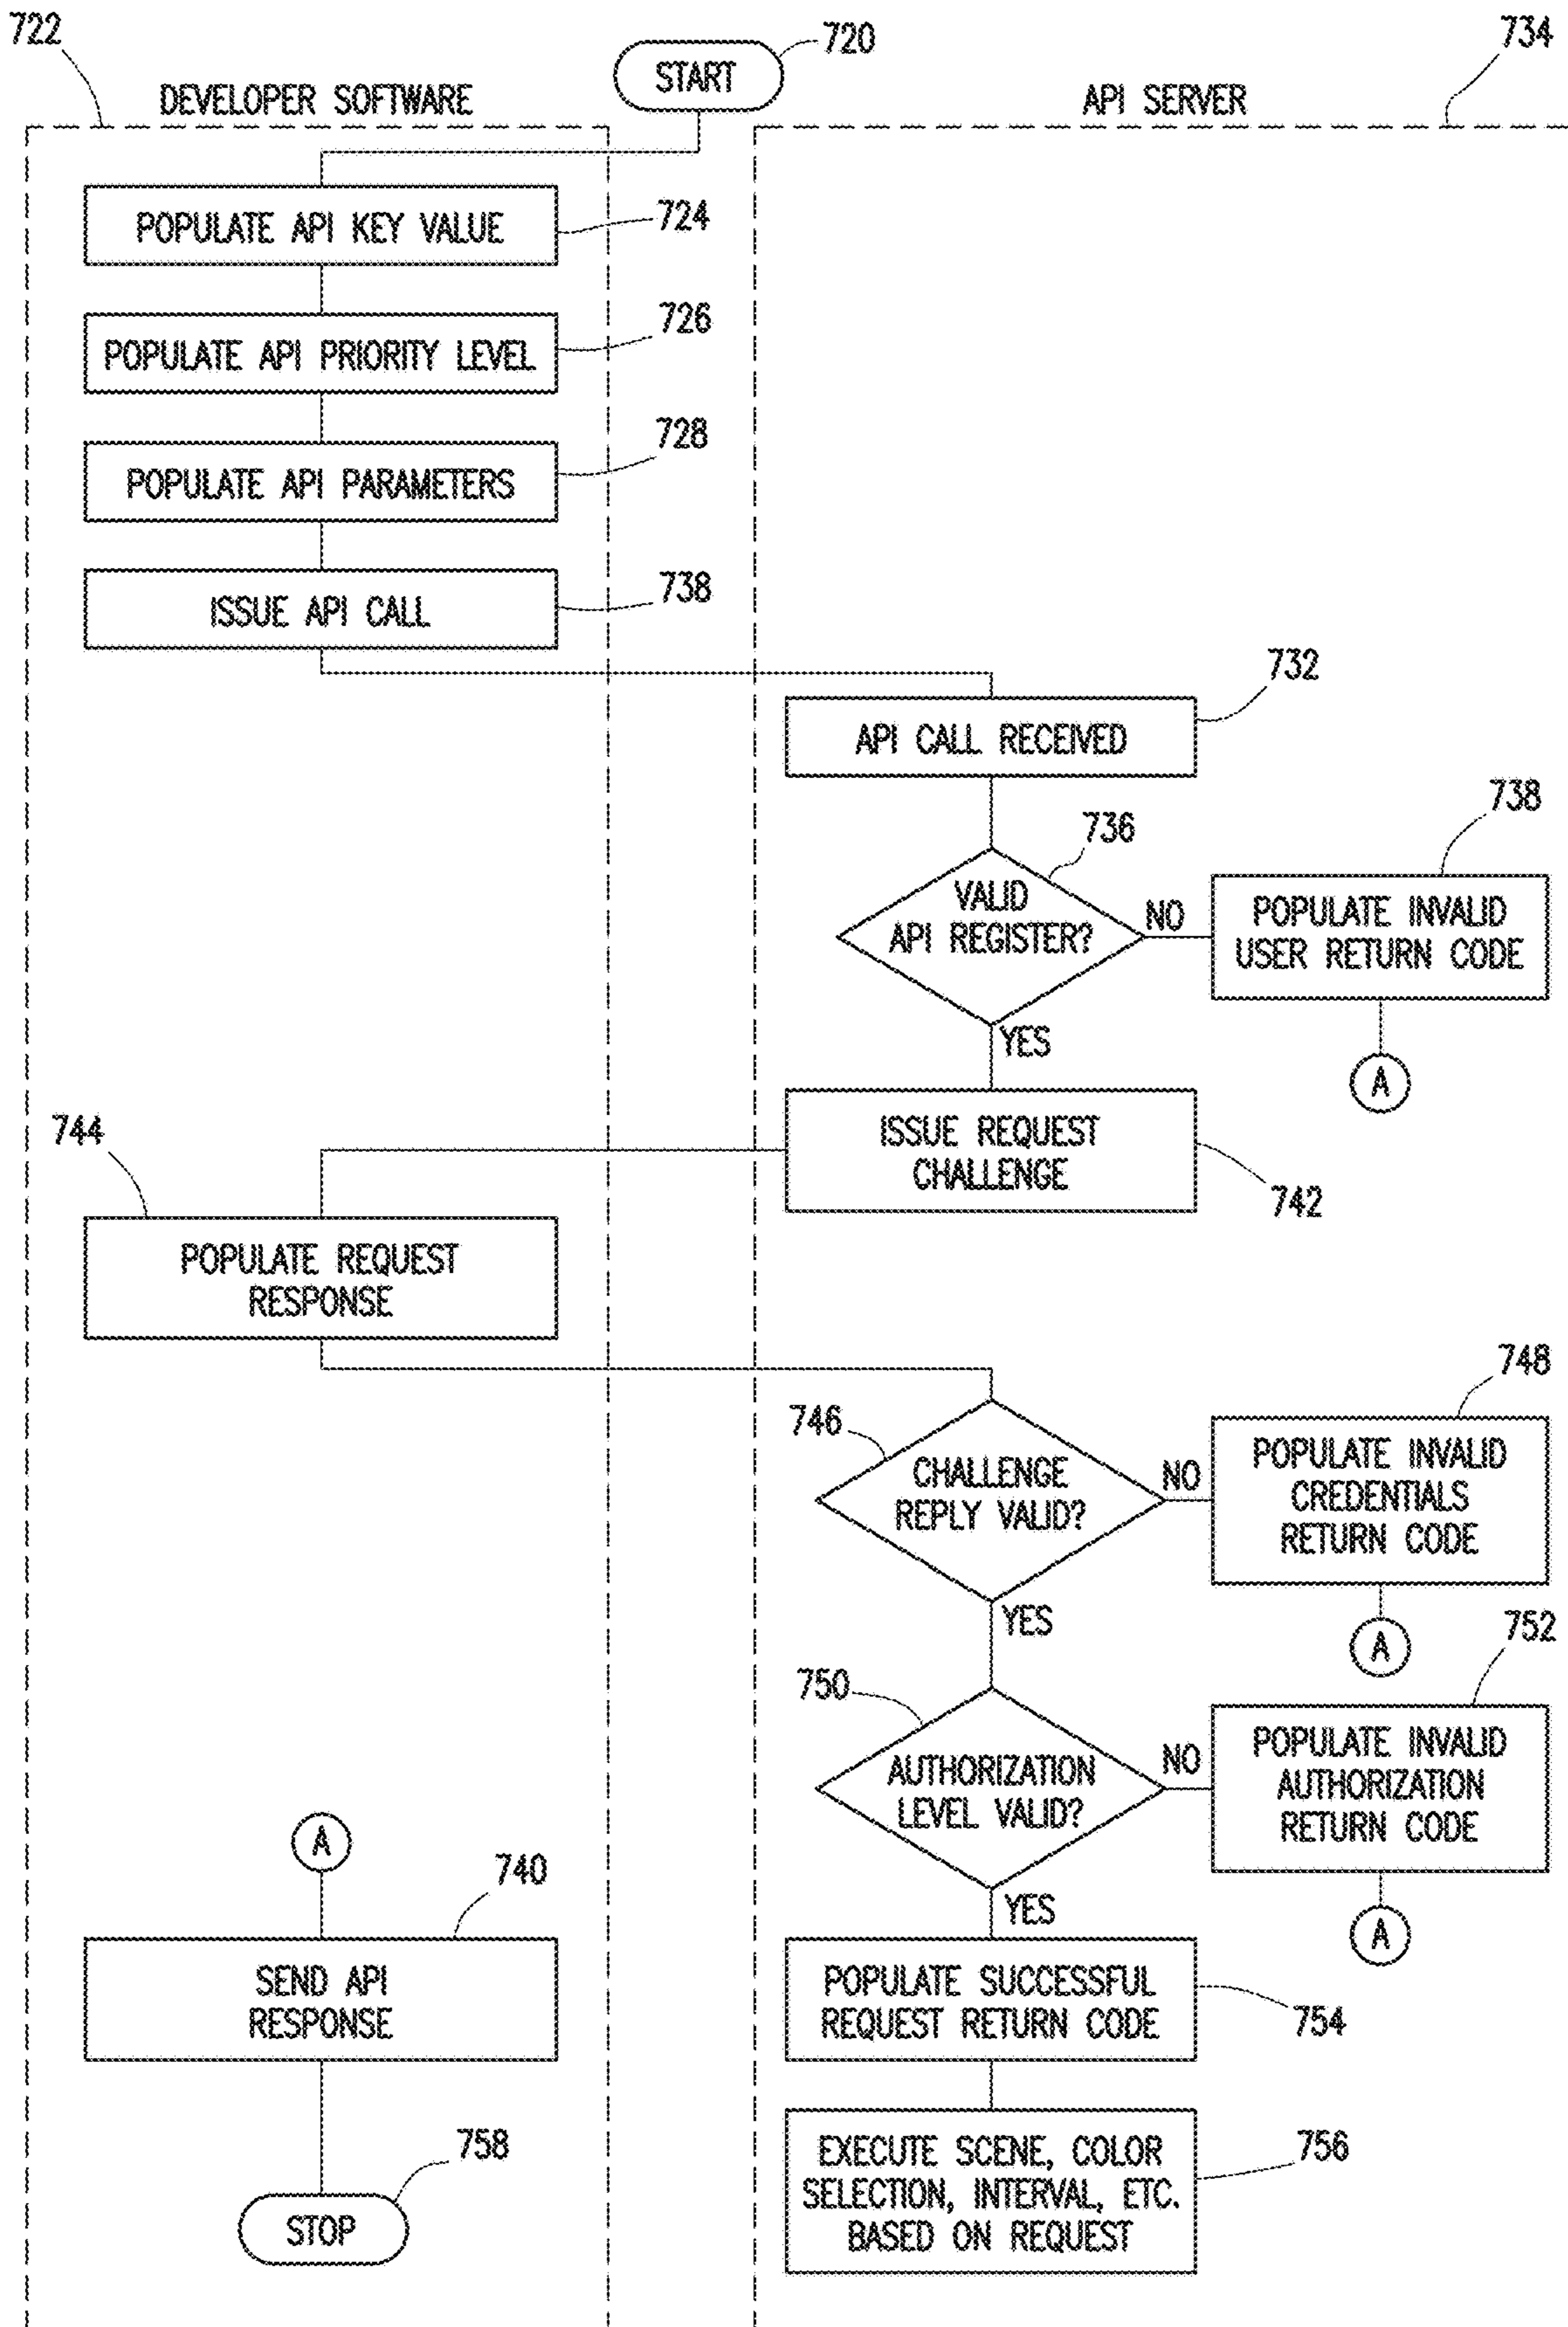 722
720
734
START
DEVELOPER SOFTWARE
API SERVER
POPULATE API KEY VALUE
724
POPULATE API PRIORITY LEVEL
726
POPULATE API PARAMETERS
728
ISSUE API CALL
738
732
API CALL RECEIVED
736
738
VALID
API REGISTER?
NO
POPULATE INVALID
USER RETURN CODE
YES
A
ISSUE REQUEST
CHALLENGE
742
744
POPULATE REQUEST
RESPONSE
746
748
CHALLENGE
REPLY VALID?
NO
POPULATE INVALID
CREDENTIALS
RETURN CODE
YES
A
750
752
AUTHORIZATION
LEVEL VALID?
NO
POPULATE INVALID
AUTHORIZATION
RETURN CODE
YES
A
A
740
SEND API
RESPONSE
POPULATE SUCCESSFUL
REQUEST RETURN CODE
754
758
STOP
EXECUTE SCENE, COLOR
SELECTION, INTERVAL, ETC.
BASED ON REQUEST
756